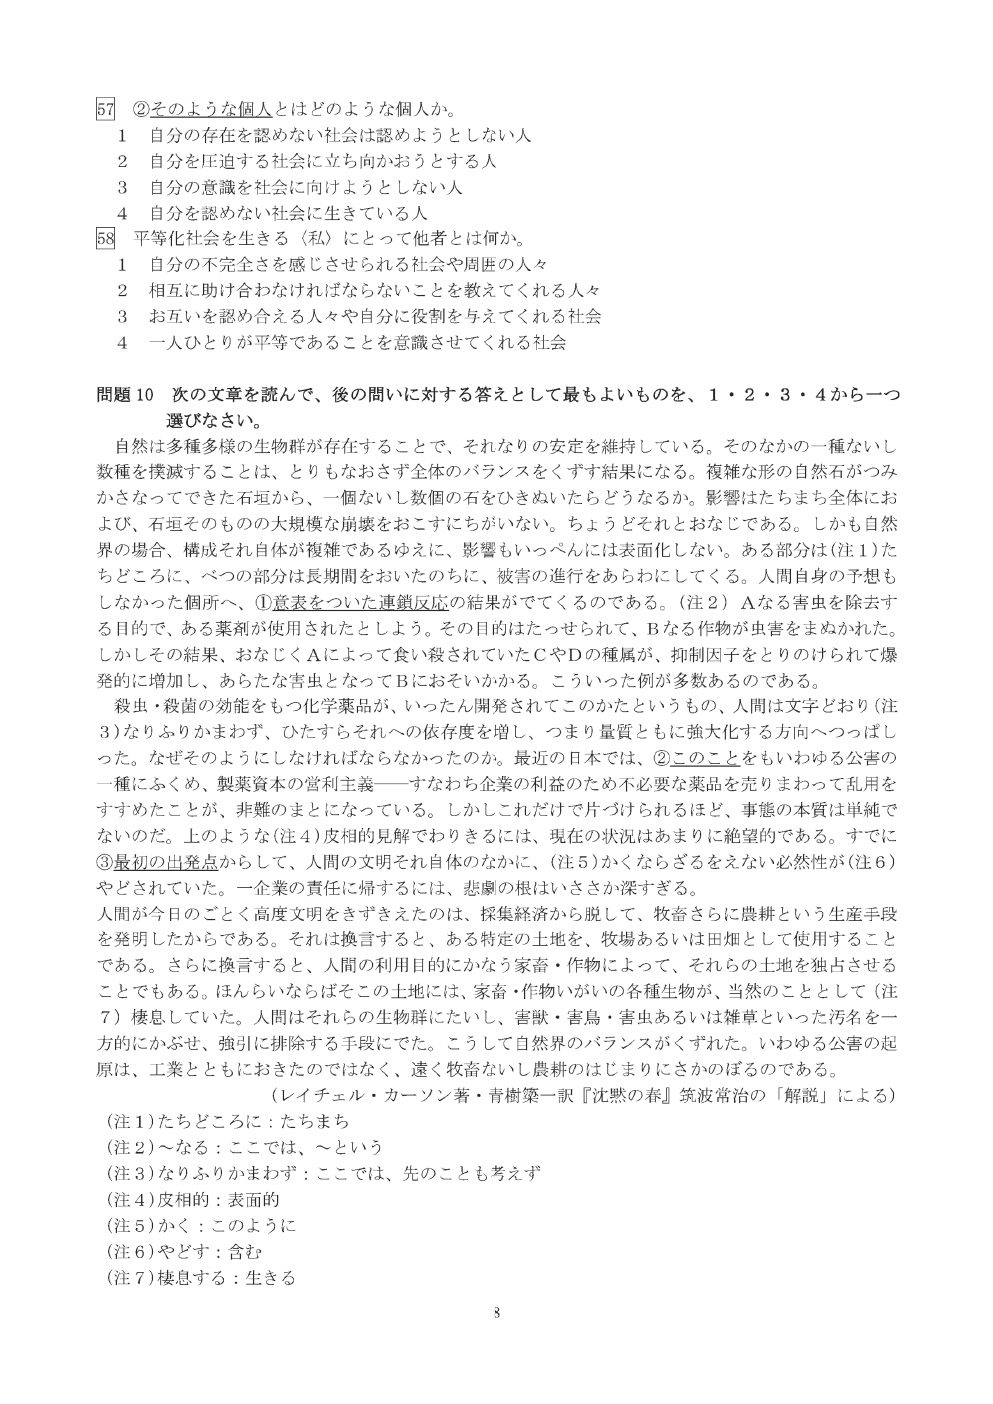 57 ②そのような個人とはどのような個人か。
1 自分の存在を認めない社会は認めようとしない人
2 自分を圧迫する社会に立ち向かおうとする人
3 自分の意識を社会に向けようとしない人
4 自分を認めない社会に生きている人
58 平等化社会を生きる〈私〉にとって他者とは何か。
1 自分の不完全さを感じさせられる社会や周囲の人々
2 相互に助け合わなければならないことを教えてくれる人々
3 お互いを認め合える人々や自分に役割を与えてくれる社会
4 一人ひとりが平等であることを意識させてくれる社会
問題 10 次の文章を読んで、後の問いに対する答えとして最もよいものを、１・２・３・４から一つ
選びなさい。
自然は多種多様の生物群が存在することで、それなりの安定を維持している。そのなかの一種ないし
数種を撲滅することは、とりもなおさず全体のバランスをくずす結果になる。複雑な形の自然石がつみ
かさなってできた石垣から、一個ないし数個の石をひきぬいたらどうなるか。影響はたちまち全体にお
よび、石垣そのものの大規模な崩壊をおこすにちがいない。ちょうどそれとおなじである。しかも自然
界の場合、構成それ自体が複雑であるゆえに、影響もいっぺんには表面化しない。ある部分は(注１)た
ちどころに、べつの部分は長期間をおいたのちに、被害の進行をあらわにしてくる。人間自身の予想も
しなかった個所へ、①意表をついた連鎖反応の結果がでてくるのである。(注２) Ａなる害虫を除去す
る目的で、ある薬剤が使用されたとしよう。その目的はたっせられて、Ｂなる作物が虫害をまぬかれた。
しかしその結果、おなじくＡによって食い殺されていたＣやＤの種属が、抑制因子をとりのけられて爆
発的に増加し、あらたな害虫となってＢにおそいかかる。こういった例が多数あるのである。
殺虫・殺菌の効能をもつ化学薬品が、いったん開発されてこのかたというもの、人間は文字どおり(注
３)なりふりかまわず、ひたすらそれへの依存度を増し、つまり量質ともに強大化する方向へつっぱし
った。なぜそのようにしなければならなかったのか。最近の日本では、②このことをもいわゆる公害の
一種にふくめ、製薬資本の営利主義――すなわち企業の利益のため不必要な薬品を売りまわって乱用を
すすめたことが、非難のまとになっている。しかしこれだけで片づけられるほど、事態の本質は単純で
ないのだ。上のような(注４)皮相的見解でわりきるには、現在の状況はあまりに絶望的である。すでに
③最初の出発点からして、人間の文明それ自体のなかに、(注５)かくならざるをえない必然性が(注６)
やどされていた。一企業の責任に帰するには、悲劇の根はいささか深すぎる。
人間が今日のごとく高度文明をきずきえたのは、採集経済から脱して、牧畜さらに農耕という生産手段
を発明したからである。それは換言すると、ある特定の土地を、牧場あるいは田畑として使用すること
である。さらに換言すると、人間の利用目的にかなう家畜・作物によって、それらの土地を独占させる
ことでもある。ほんらいならばそこの土地には、家畜・作物いがいの各種生物が、当然のこととして(注
７) 棲息していた。人間はそれらの生物群にたいし、害獣・害鳥・害虫あるいは雑草といった汚名を一
方的にかぶせ、強引に排除する手段にでた。こうして自然界のバランスがくずれた。いわゆる公害の起
原は、工業とともにおきたのではなく、遠く牧畜ないし農耕のはじまりにさかのぼるのである。
(レイチェル・カーソン著・青樹簗一訳『沈黙の春』筑波常治の「解説」による)
(注１)たちどころに：たちまち
(注２)～なる：ここでは、～という
(注３)なりふりかまわず：ここでは、先のことも考えず
(注４)皮相的：表面的
(注５)かく：このように
(注６)やどす：含む
(注７)棲息する：生きる
8